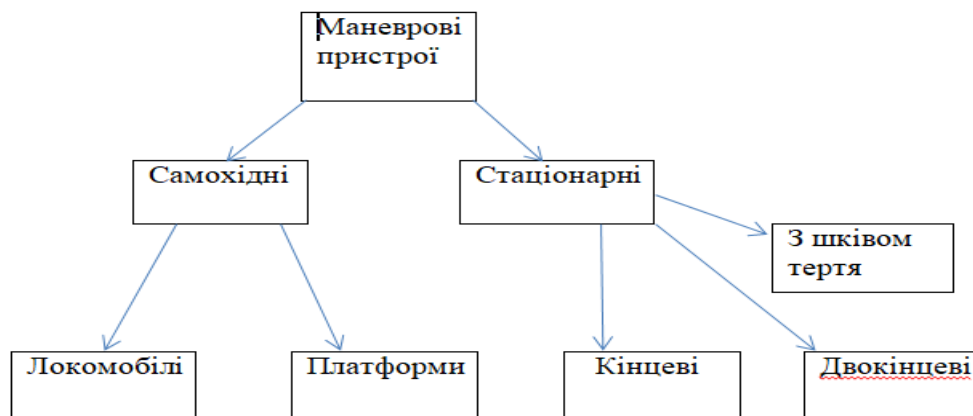 Маневрові
пристрої
Самохідні
Стаціонарні
З шківом
тертя
Локомобілі
Платформи
Кінцеві
Двокінцеві